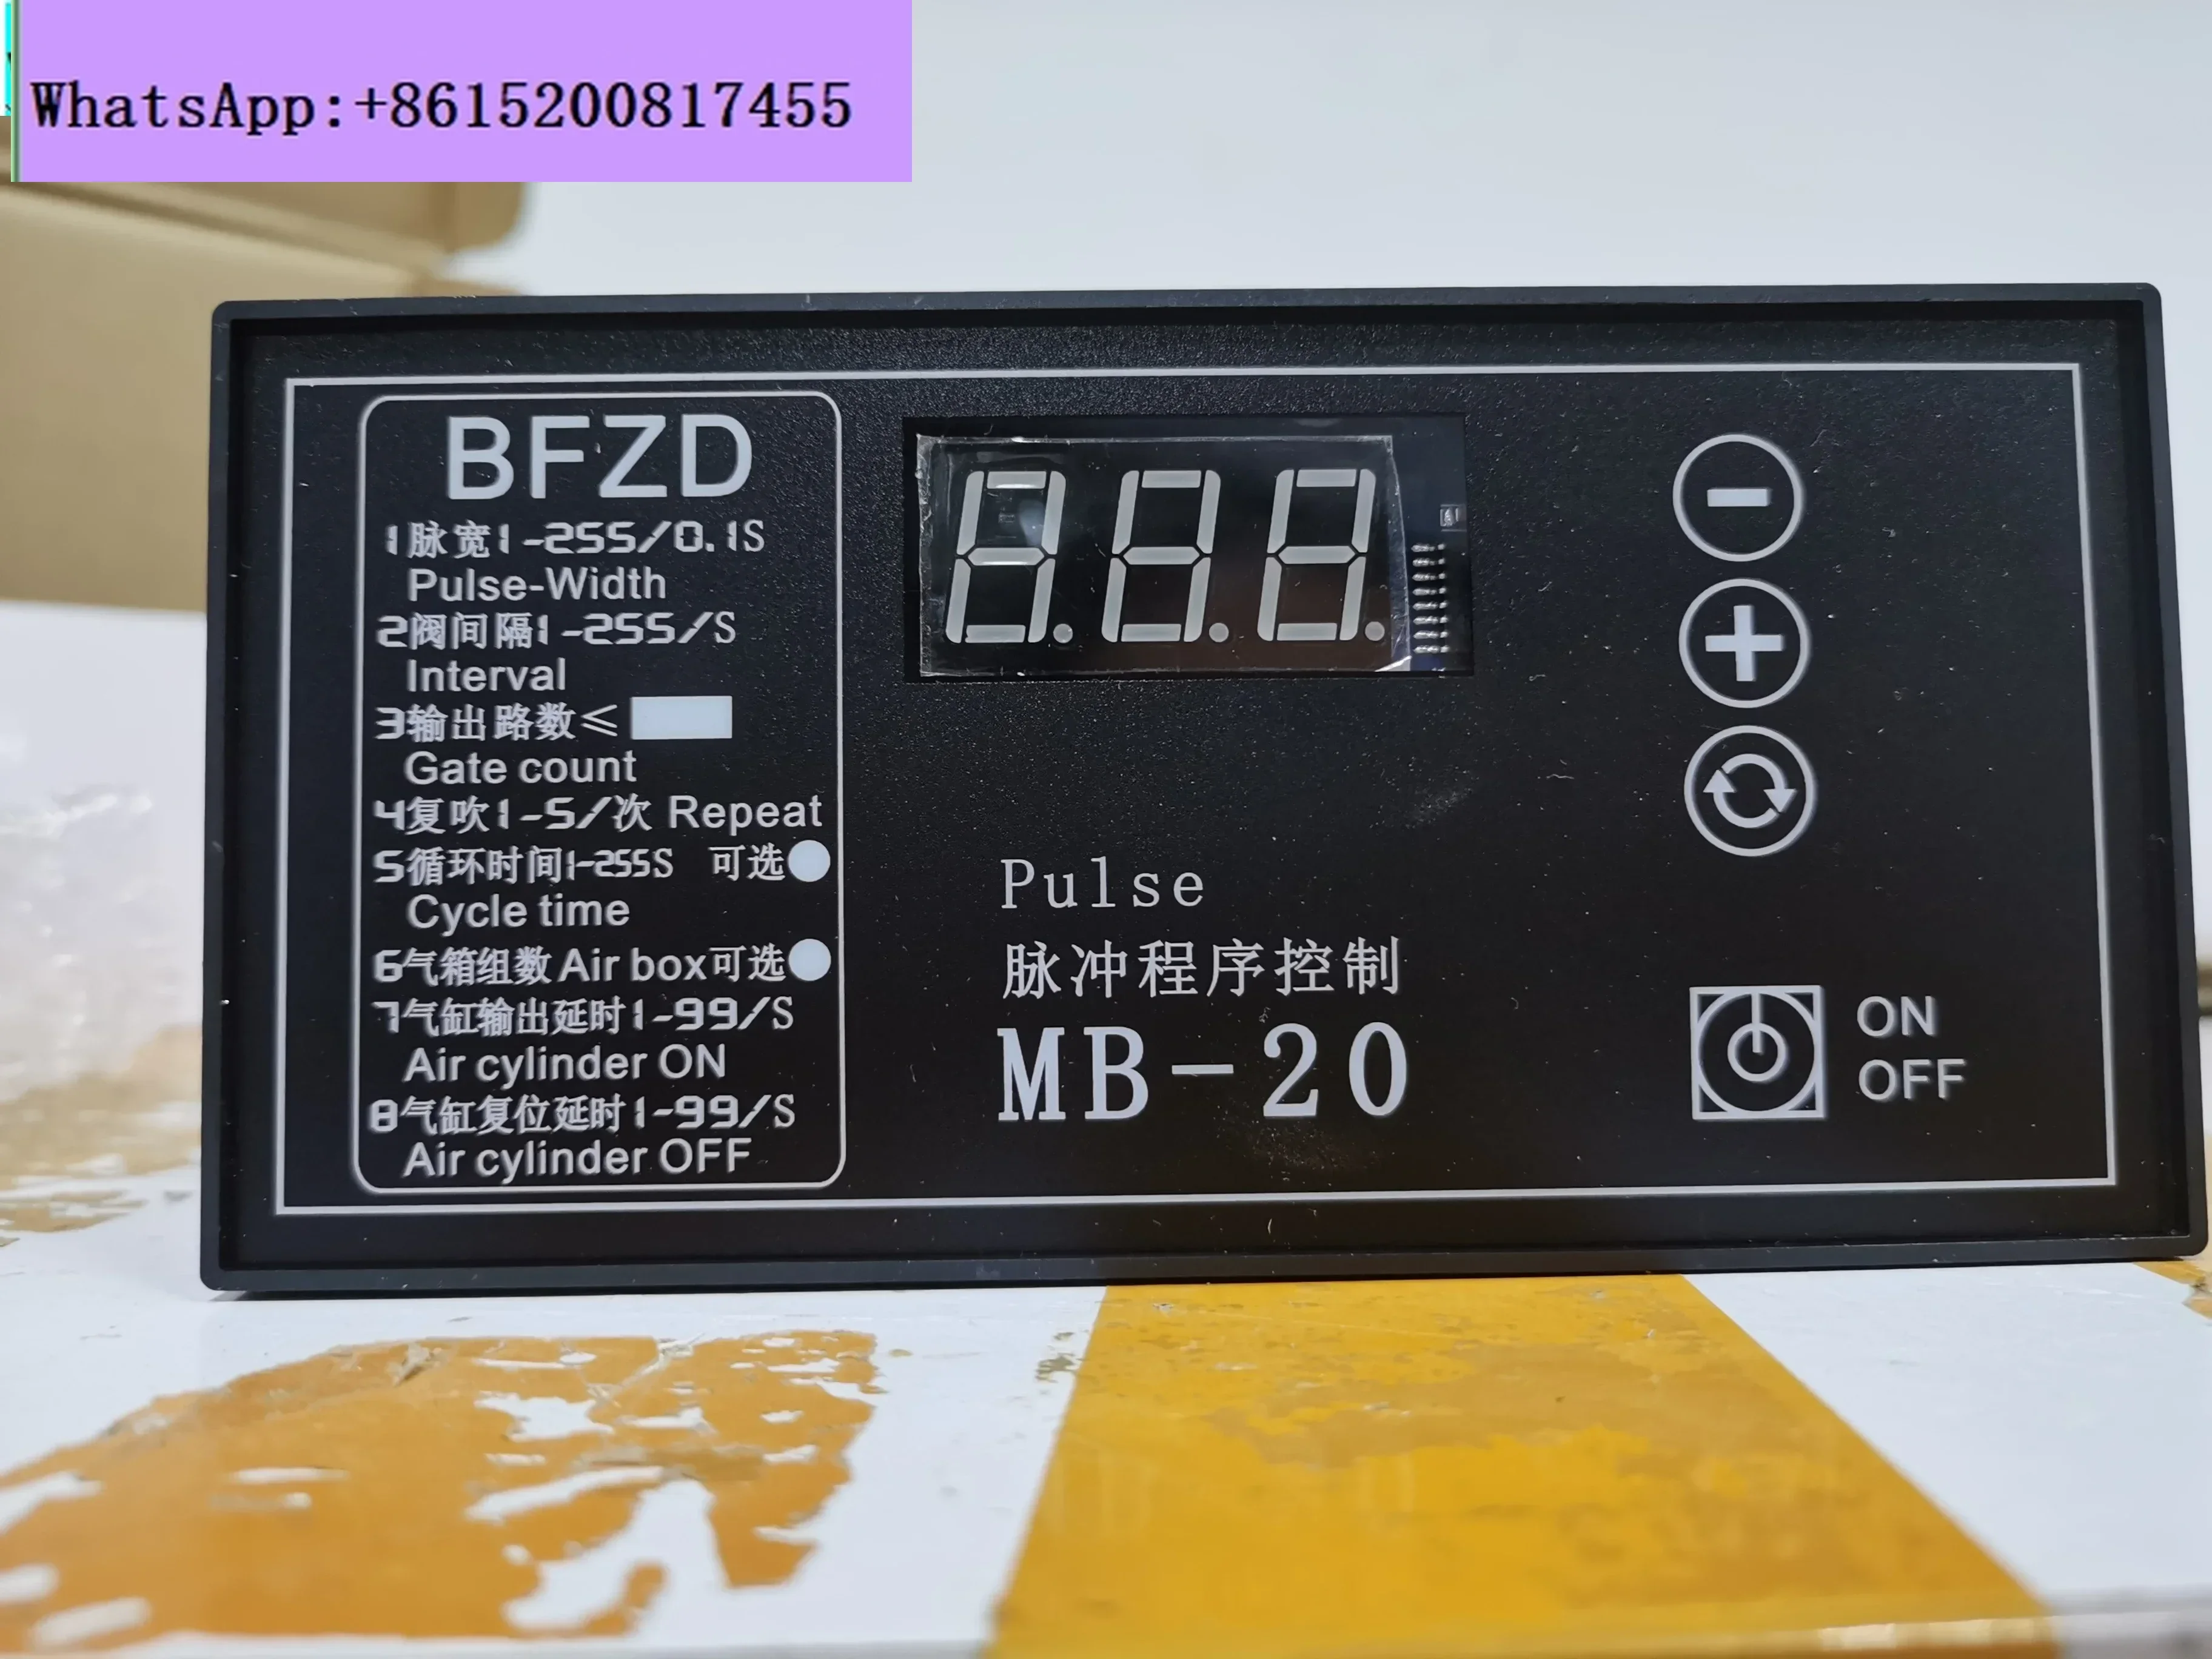 WhatsApp:+8615200817455
BFZD
1脉宽1-255/0.1S
Pulse-Width
2阀间隔1-255/S
Interval
3输出路数≤
Gate count
4复吹1-5/次 Repeat
5循环时间1-255S 可选
Cycle time
6气箱组数 Air box可选
7气缸输出延时1-99/S
Air cylinder ON
8气缸复位延时1-99/S
Air cylinder OFF
Pulse
脉冲程序控制
MB-20
ON
OFF